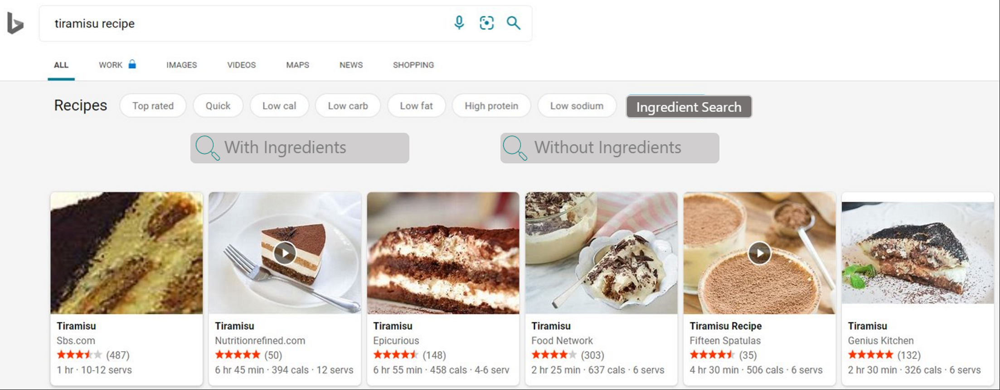 tiramisu recipe
ALL WORK IMAGES VIDEOS MAPS NEWS SHOPPING
Recipes Top rated Quick Low cal Low carb Low fat High protein Low sodium Ingredient Search
With Ingredients Without Ingredients
Tiramisu
Sbs.com
(487)
1 hr · 10-12 servs
Tiramisu
Nutritionrefined.com
(50)
6 hr 45 min · 394 cals · 12 servs
Tiramisu
Epicurious
(148)
6 hr 55 min · 458 cals · 4-6 serv
Tiramisu
Food Network
(303)
2 hr 25 min · 637 cals · 6 servs
Tiramisu Recipe
Fifteen Spatulas
(35)
4 hr 30 min · 506 cals · 6 servs
Tiramisu
Genius Kitchen
(132)
2 hr 30 min · 326 cals · 6 servs